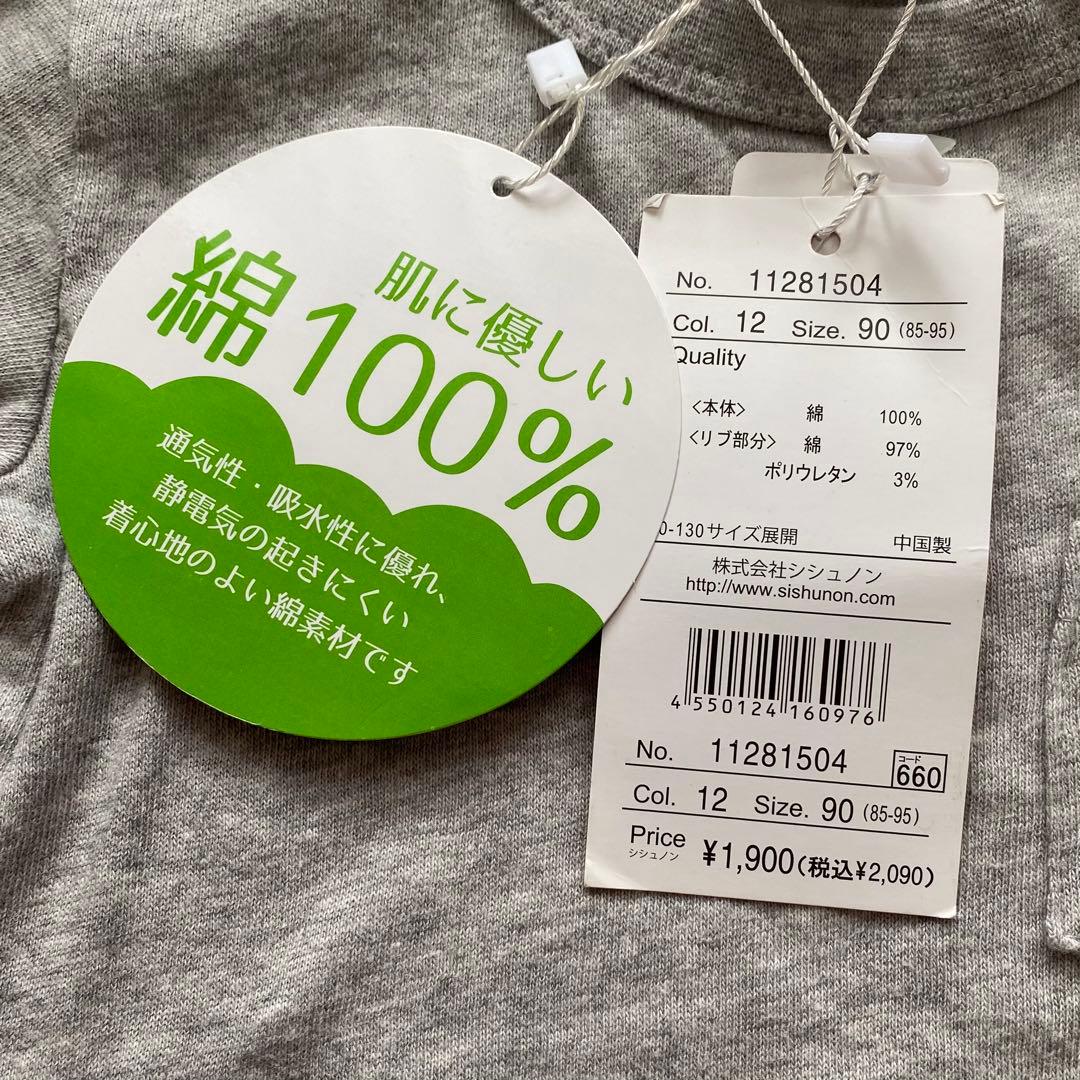 肌に優しい
綿100%
通気性・吸水性に優れ、
静電気の起きにくい
着心地のよい綿素材です
No. 11281504
Col. 12 Size. 90 (85-95)
Quality
<本体> 綿 100%
<リブ部分> 綿 97%
ポリウレタン 3%
0-130サイズ展開 中国製
株式会社シシュノン
http://www.sishunon.com
4 550124 160976
No. 11281504 コード 660
Col. 12 Size. 90 (85-95)
Price シシュノン ¥1,900(税込¥2,090)